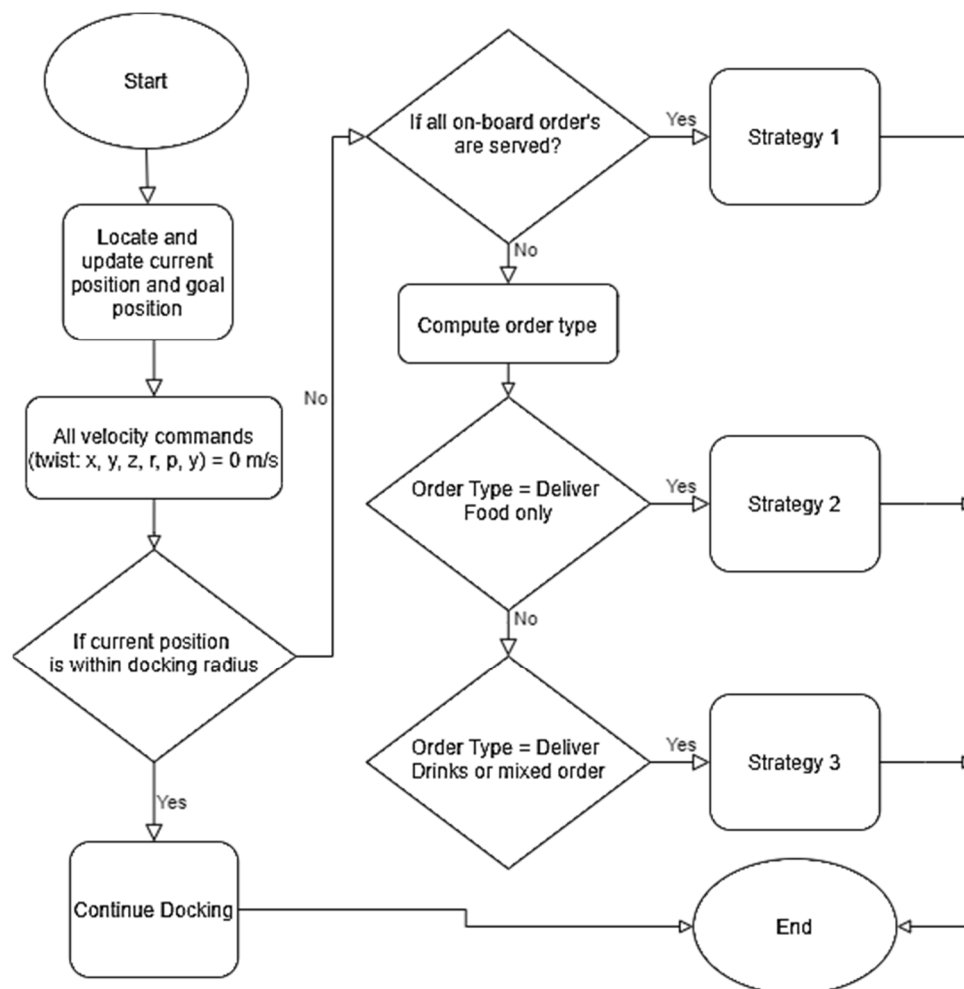 Start
Locate and
update current
position and goal
position
All velocity commands
(twist: x, y, z, r, p, y) = 0 m/s
If current position
is within docking radius
No
Yes
Continue Docking
If all on-board order's
are served?
Yes
Strategy 1
No
Compute order type
Order Type = Deliver
Food only
Yes
Strategy 2
No
Order Type = Deliver
Drinks or mixed order
Yes
Strategy 3
End